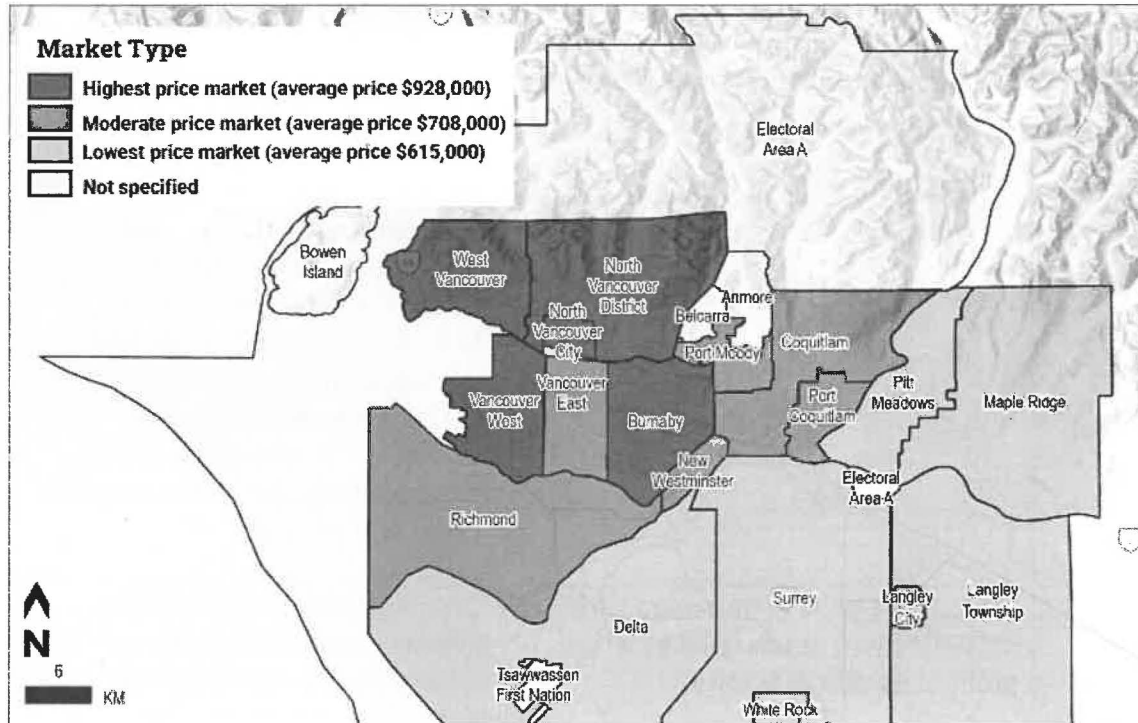 Market Type
Highest price market (average price $928,000)
Moderate price market (average price $708,000)
Lowest price market (average price $615,000)
Not specified
Electoral
Area A
Bowen
Island
West
Vancouver
North
Vancouver
District
Anmore
Belcarra
North
Vancouver
City
Port Moody
Coquitlam
Vancouver
East
Vancouver
West
Burnaby
Port
Coquitlam
Pitt
Meadows
Maple Ridge
New
Westminster
Electoral
Area A
Richmond
Surrey
Langley
City
Langley
Township
Delta
Tsawwassen
First Nation
White Rock
N
6
KM